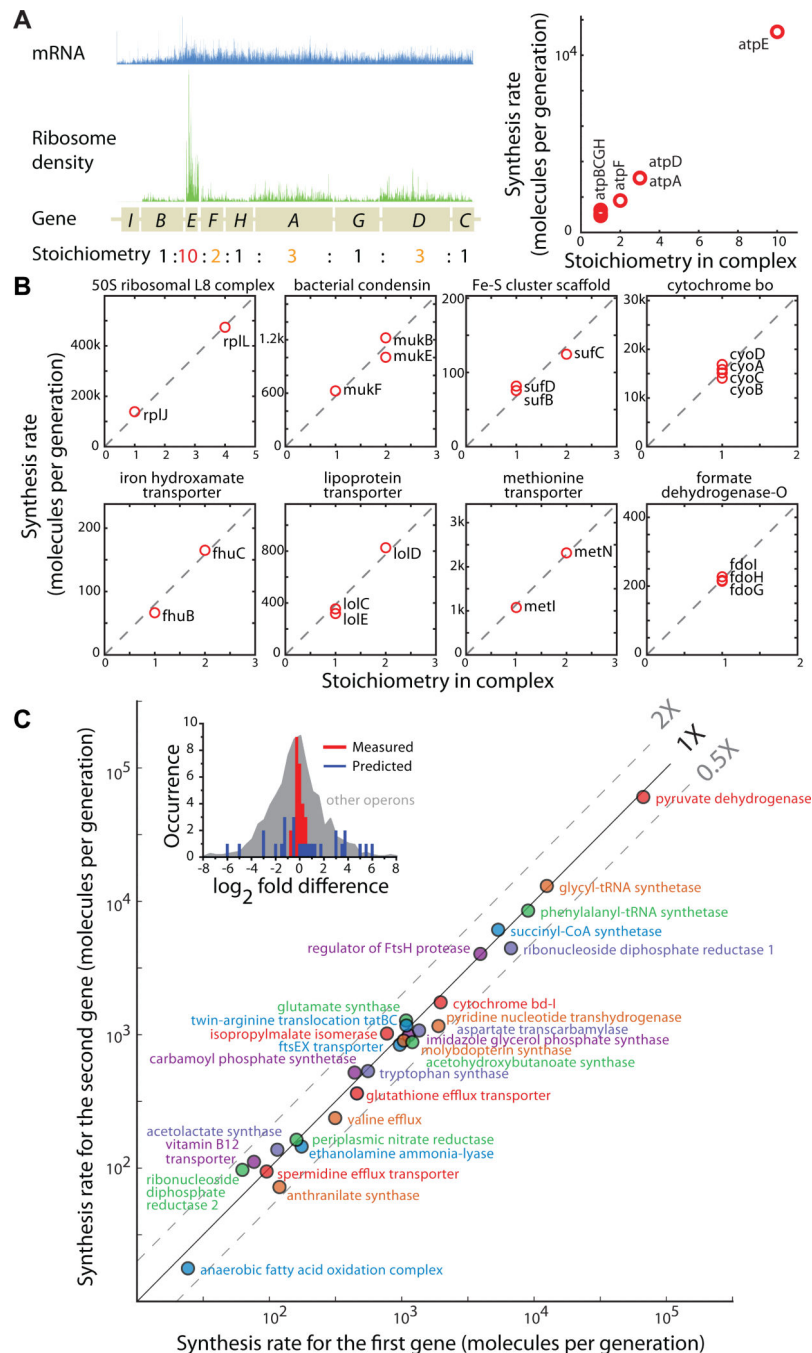 A
mRNA
Ribosome
density
Gene
I B E F H A G D C
Stoichiometry 1 : 10 : 2 : 1 : 3 : 1 : 3 : 1
Synthesis rate
(molecules per generation)
10^4
0
atpBCGH
atpF
atpD
atpA
atpE
0 2 4 6 8 10
Stoichiometry in complex
B
Synthesis rate
(molecules per generation)
50S ribosomal L8 complex
400k
200k
0
rplL
rplJ
0 1 2 3 4 5
bacterial condensin
1.2k
600
0
mukB
mukE
mukF
0 1 2 3
Fe-S cluster scaffold
200
100
0
sufC
sufD
sufB
0 1 2 3
cytochrome bo
30k
15k
0
cyoD
cyoA
cyoC
cyoB
0 1 2
iron hydroxamate
transporter
200
100
0
fhuC
fhuB
0 1 2 3
lipoprotein
transporter
800
400
0
lolD
lolC
lolE
0 1 2 3
methionine
transporter
3k
2k
1k
0
metN
metI
0 1 2 3
formate
dehydrogenase-O
400
200
0
fdoI
fdoH
fdoG
0 1 2
Stoichiometry in complex
C
Synthesis rate for the second gene (molecules per generation)
10^5
10^4
10^3
10^2
Occurrence
10
8
6
4
2
0
Measured
Predicted
other operons
-8 -6 -4 -2 0 2 4 6 8
log2 fold difference
2X
1X
0.5X
pyruvate dehydrogenase
glycyl-tRNA synthetase
phenylalanyl-tRNA synthetase
succinyl-CoA synthetase
regulator of FtsH protease
ribonucleoside diphosphate reductase 1
glutamate synthase
cytochrome bd-I
twin-arginine translocation tatBC
pyridine nucleotide transhydrogenase
isopropylmalate isomerase
aspartate transcarbamylase
ftsEX transporter
imidazole glycerol phosphate synthase
molybdopterin synthase
carbamoyl phosphate synthetase
acetohydroxybutanoate synthase
tryptophan synthase
glutathione efflux transporter
yaline efflux
acetolactate synthase
periplasmic nitrate reductase
vitamin B12
transporter
ethanolamine ammonia-lyase
ribonucleoside
diphosphate
reductase 2
spermidine efflux transporter
anthranilate synthase
anaerobic fatty acid oxidation complex
10^2 10^3 10^4 10^5
Synthesis rate for the first gene (molecules per generation)